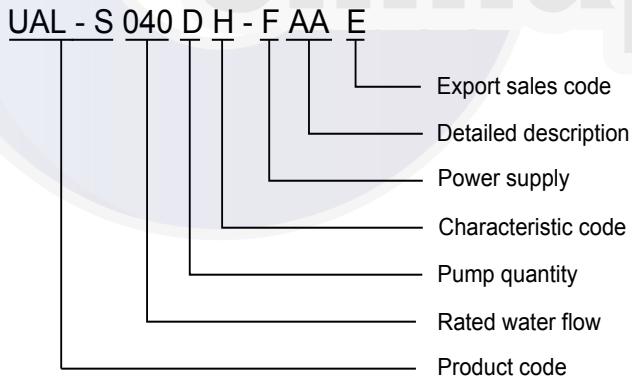 UAL - S 040 D H - F AA E
Export sales code
Detailed description
Power supply
Characteristic code
Pump quantity
Rated water flow
Product code